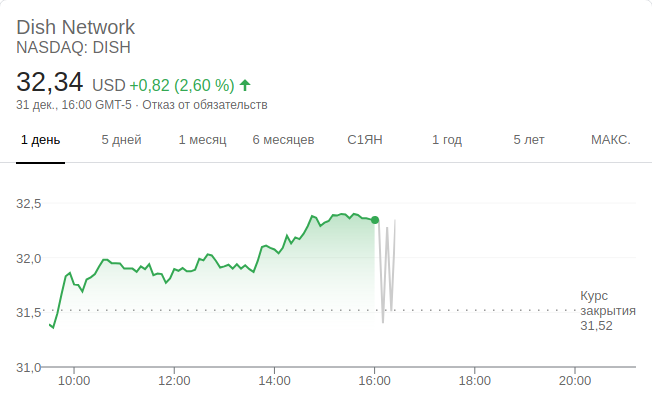 Dish Network
NASDAQ: DISH
32,34 USD +0,82 (2,60 %) ↑
31 дек., 16:00 GMT-5 · Отказ от обязательств
1 день 5 дней 1 месяц 6 месяцев С1ЯН 1 год 5 лет МАКС.
32,5
32,0
31,5
31,0
Курс
закрытия
31,52
10:00 12:00 14:00 16:00 18:00 20:00